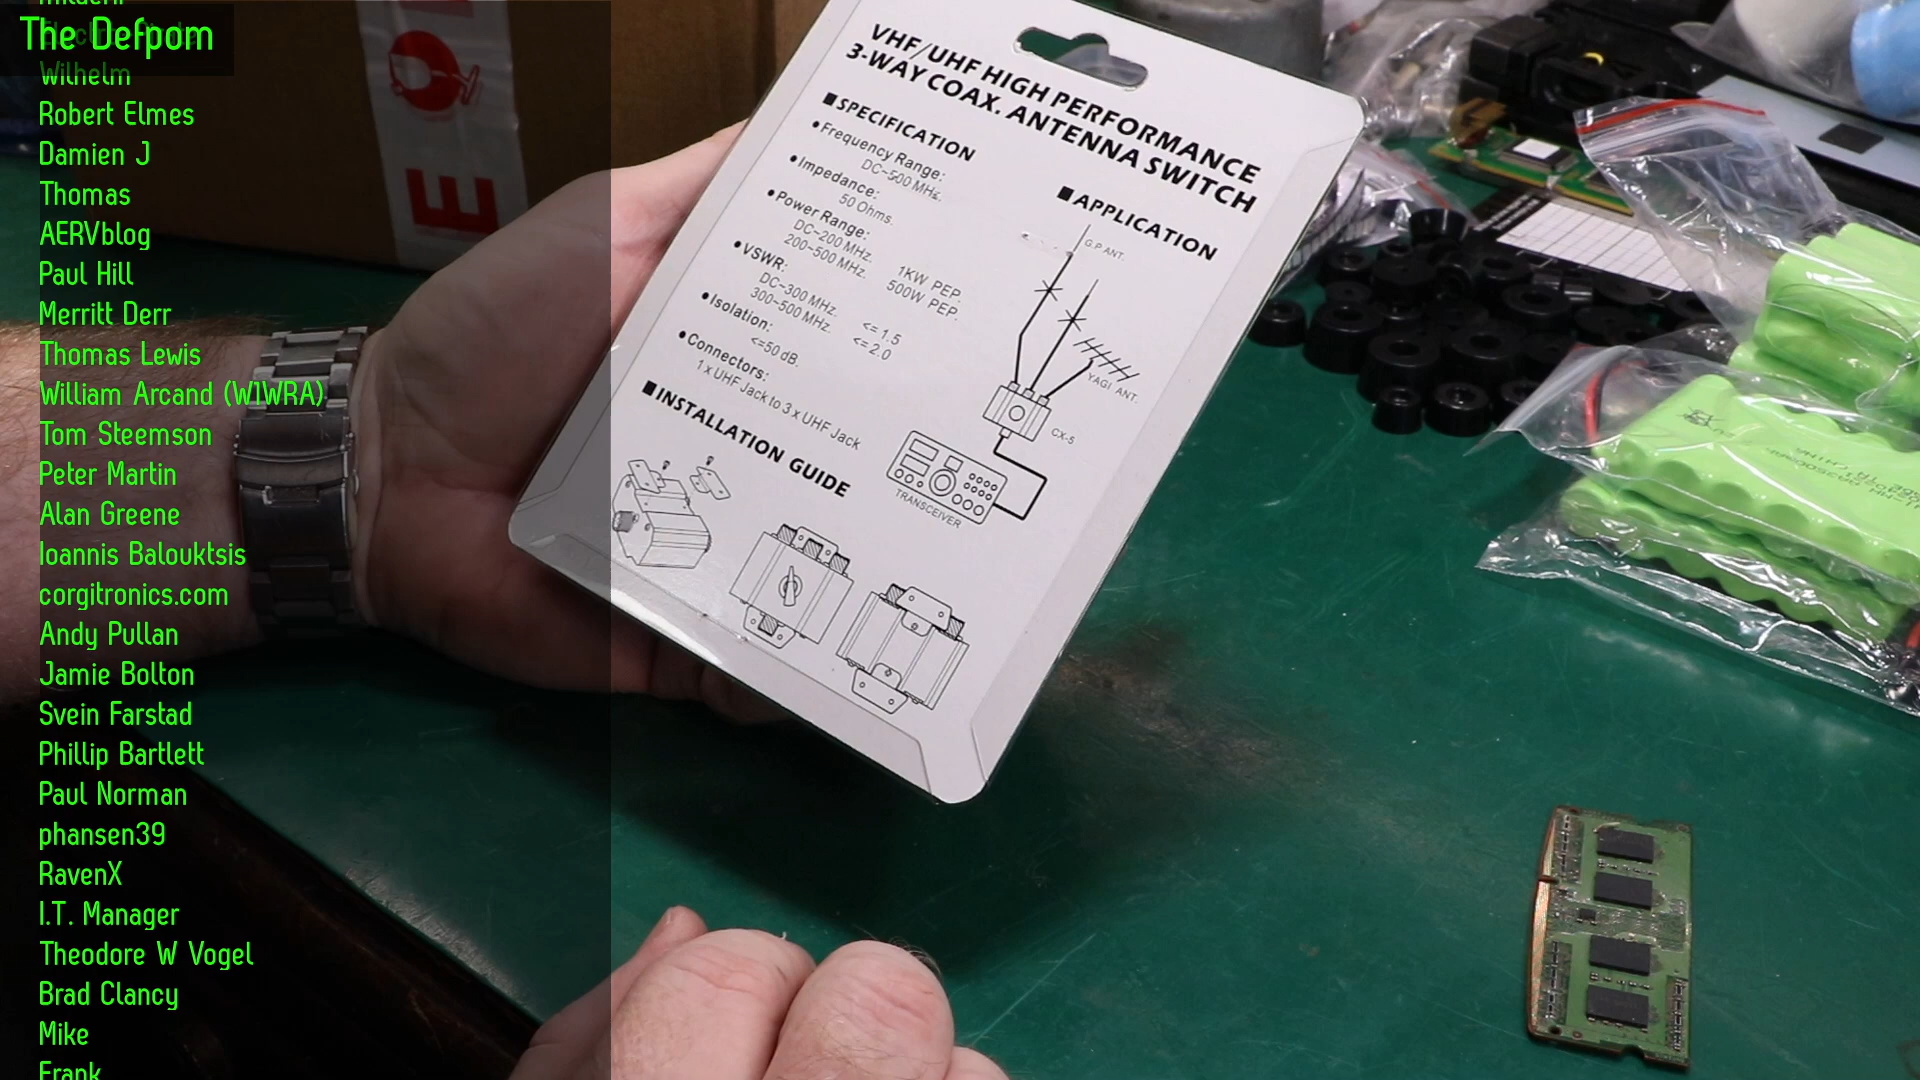 The Defpom
Wilhelm
Robert Elmes
Damien J
Thomas
AERVblog
Paul Hill
Merritt Derr
Thomas Lewis
William Arcand (W1WRA)
Tom Steemson
Peter Martin
Alan Greene
Ioannis Balouktsis
corgitronics.com
Andy Pullan
Jamie Bolton
Svein Farstad
Phillip Bartlett
Paul Norman
phansen39
RavenX
I.T. Manager
Theodore W Vogel
Brad Clancy
Mike
Frank
VHF/UHF HIGH PERFORMANCE
3-WAY COAX. ANTENNA SWITCH
■ SPECIFICATION
• Frequency Range:
DC~500 MHz.
• Impedance:
50 Ohms.
• Power Range:
DC~200 MHz. 1KW PEP.
200~500 MHz. 500W PEP.
• VSWR:
DC~300 MHz. <= 1.5
300~500 MHz. <= 2.0
• Isolation:
<=50 dB.
• Connectors:
1 x UHF Jack to 3 x UHF Jack
■ APPLICATION
G.P ANT.
YAGI ANT.
CX-5
TRANSCEIVER
■ INSTALLATION GUIDE